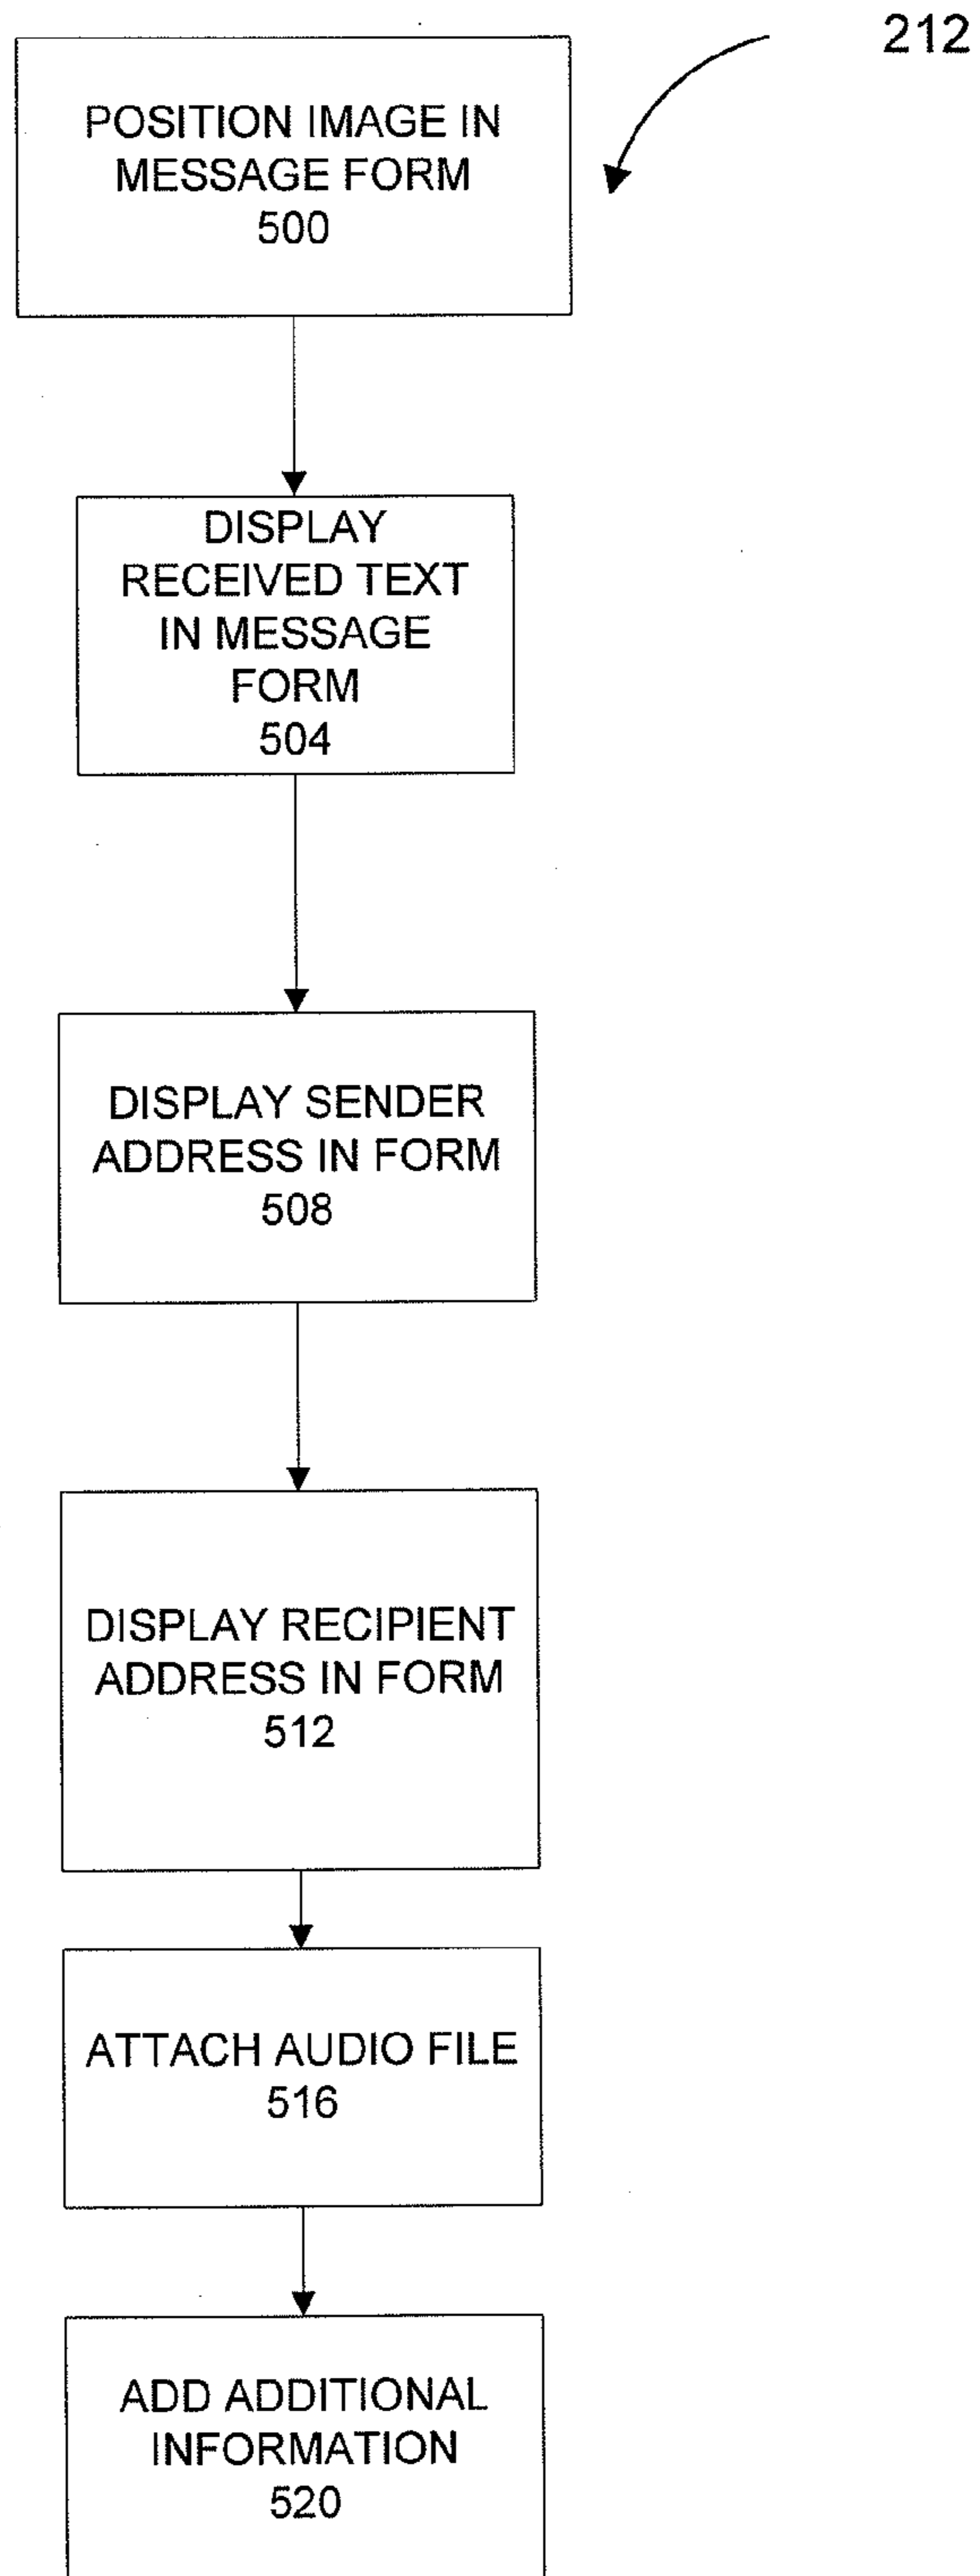 212
POSITION IMAGE IN
MESSAGE FORM
500
DISPLAY
RECEIVED TEXT
IN MESSAGE
FORM
504
DISPLAY SENDER
ADDRESS IN FORM
508
DISPLAY RECIPIENT
ADDRESS IN FORM
512
ATTACH AUDIO FILE
516
ADD ADDITIONAL
INFORMATION
520